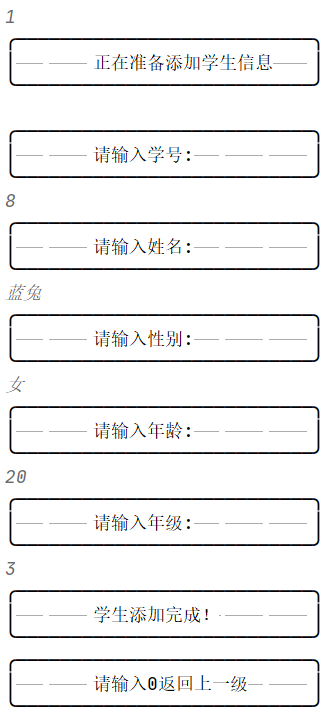 1
正在准备添加学生信息
请输入学号:
8
请输入姓名:
蓝兔
请输入性别:
女
请输入年龄:
20
请输入年级:
3
学生添加完成!
请输入0返回上一级